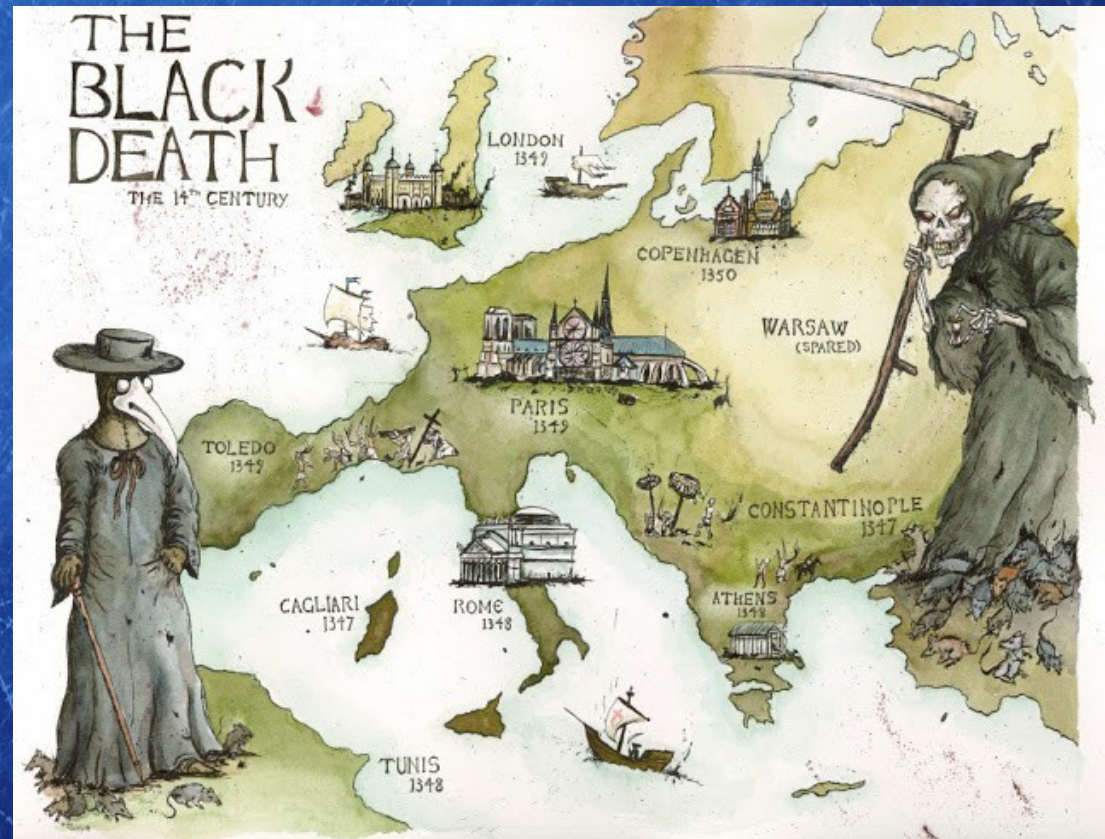 THE
BLACK
DEATH
THE 14TH CENTURY
LONDON
1349
COPENHAGEN
1350
WARSAW
(SPARED)
PARIS
1349
TOLEDO
1349
CONSTANTINOPLE
1347
CAGLIARI
1347
ROME
1348
ATHENS
1348
TUNIS
1348